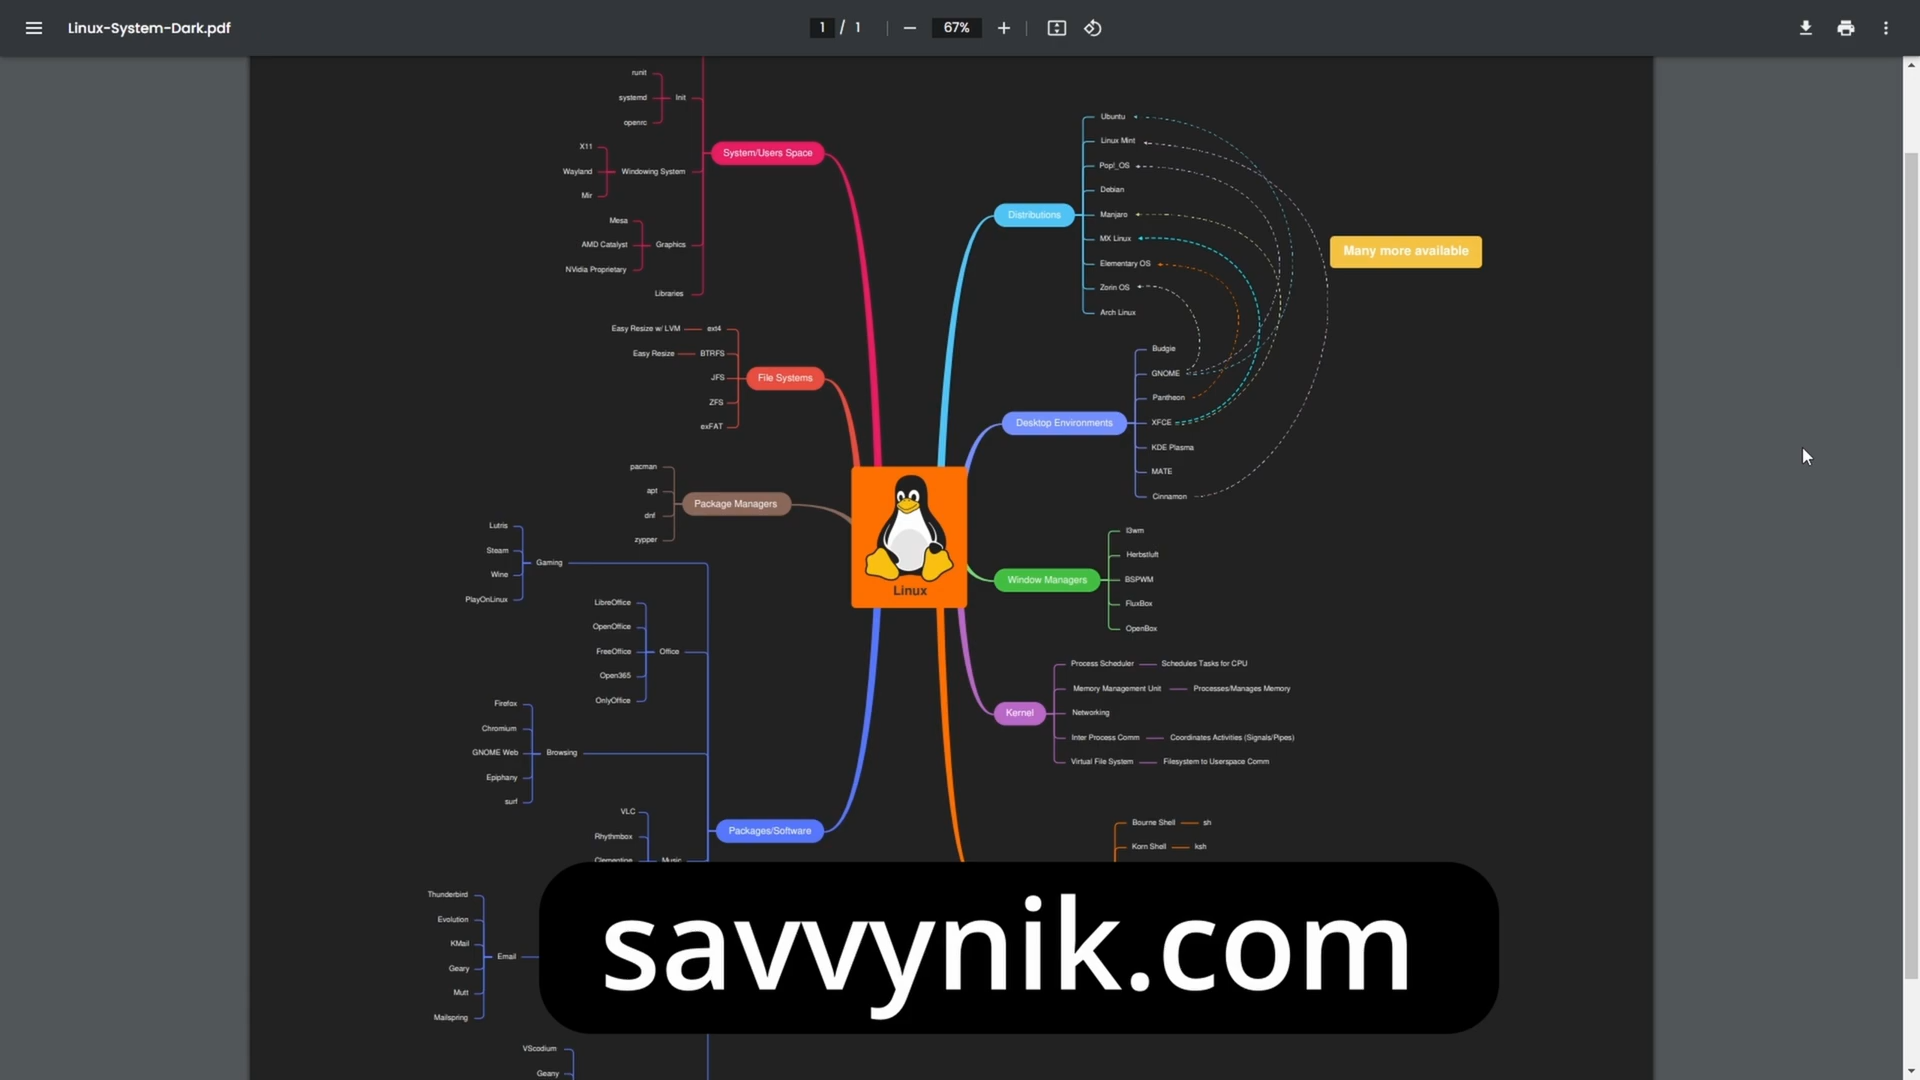 Linux-System-Dark.pdf
1 / 1
67%
runit
systemd
openrc
Init
X11
Wayland
Mir
Windowing System
Mesa
AMD Catalyst
NVidia Proprietary
Graphics
Libraries
System/Users Space
Easy Resize w/ LVM
ext4
Easy Resize
BTRFS
JFS
ZFS
exFAT
File Systems
pacman
apt
dnf
zypper
Package Managers
Lutris
Steam
Wine
PlayOnLinux
Gaming
LibreOffice
OpenOffice
FreeOffice
Open365
OnlyOffice
Office
Firefox
Chromium
GNOME Web
Epiphany
surf
Browsing
VLC
Rhythmbox
Clementine
Music
Packages/Software
Thunderbird
Evolution
KMail
Geary
Mutt
Mailspring
Email
VScodium
Geany
Linux
Distributions
Ubuntu
Linux Mint
Pop!_OS
Debian
Manjaro
MX Linux
Elementary OS
Zorin OS
Arch Linux
Many more available
Desktop Environments
Budgie
GNOME
Pantheon
XFCE
KDE Plasma
MATE
Cinnamon
Window Managers
I3wm
Herbstluft
BSPWM
FluxBox
OpenBox
Kernel
Process Scheduler
Schedules Tasks for CPU
Memory Management Unit
Processes/Manages Memory
Networking
Inter Process Comm
Coordinates Activities (Signals/Pipes)
Virtual File System
Filesystem to Userspace Comm
Bourne Shell
sh
Korn Shell
ksh
savvynik.com